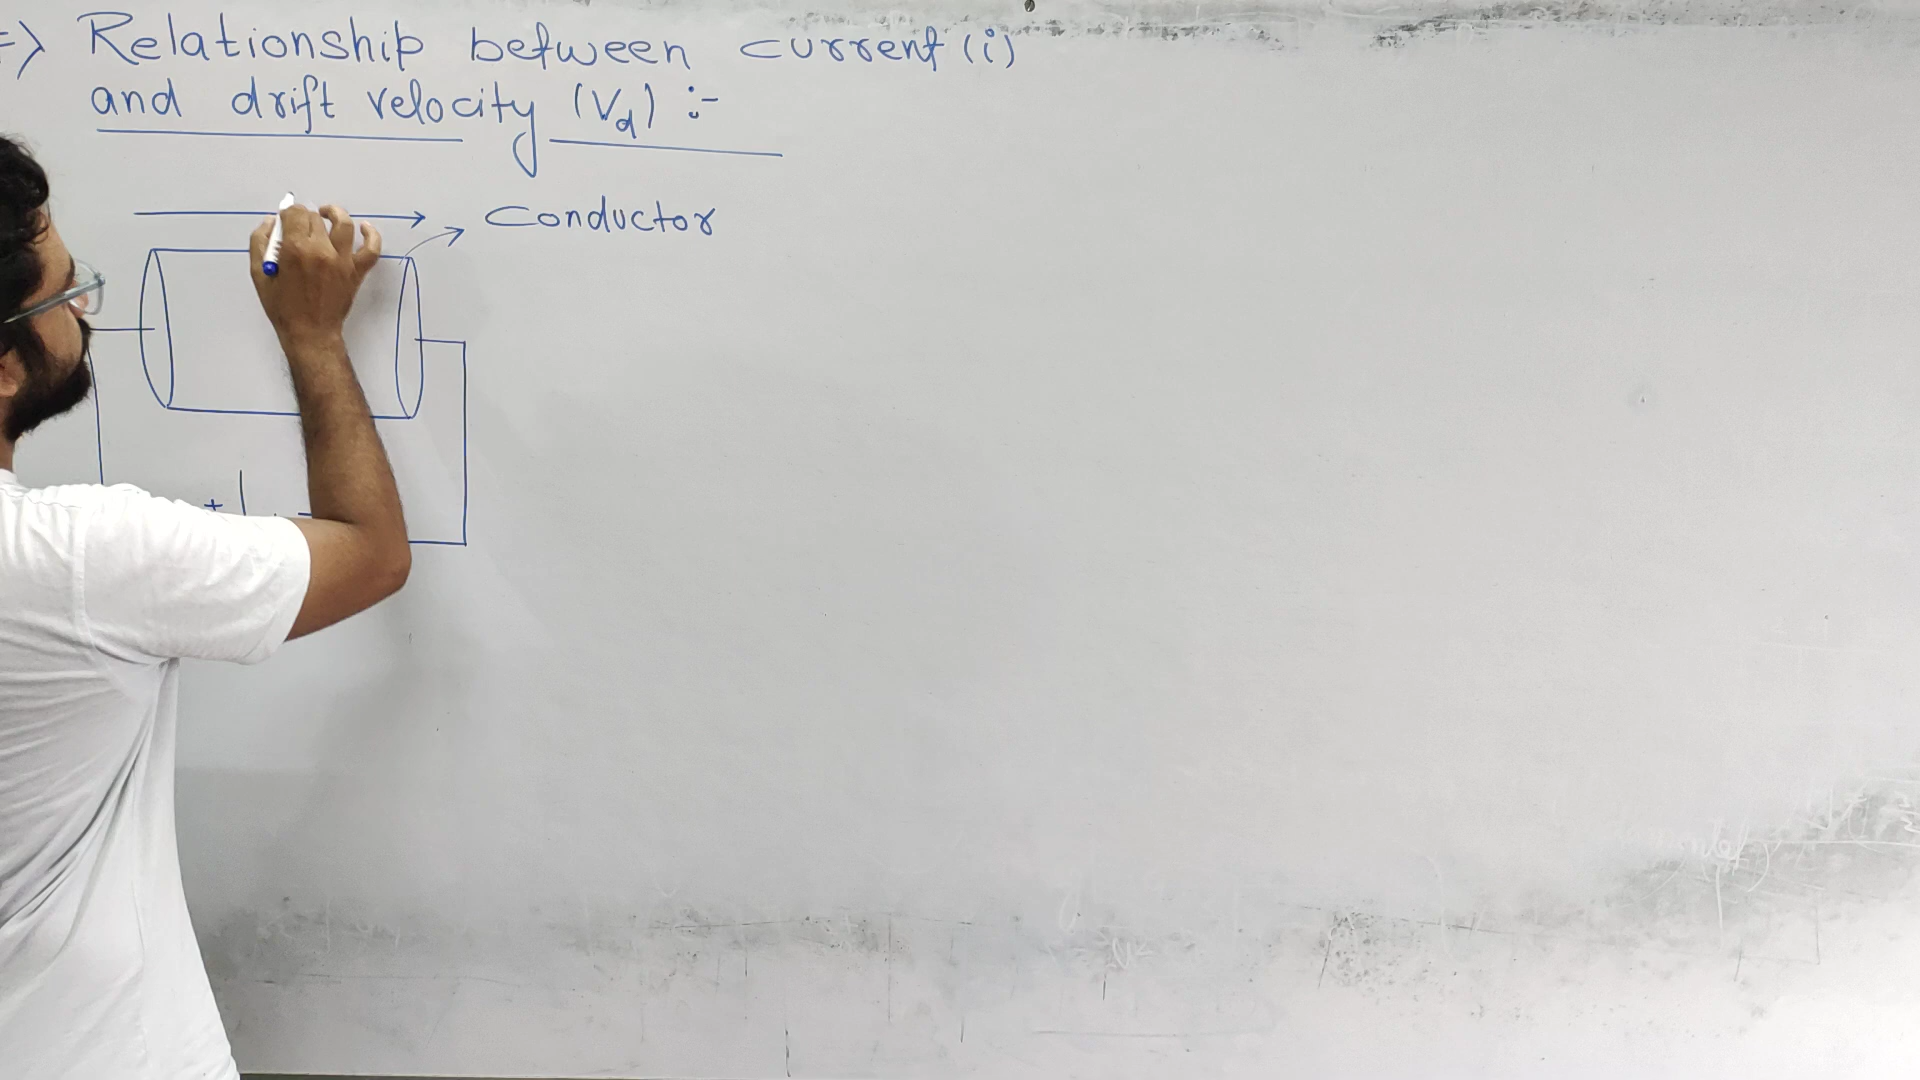 => Relationship between current (i)
and drift velocity (Vd) :-
Conductor
+ -